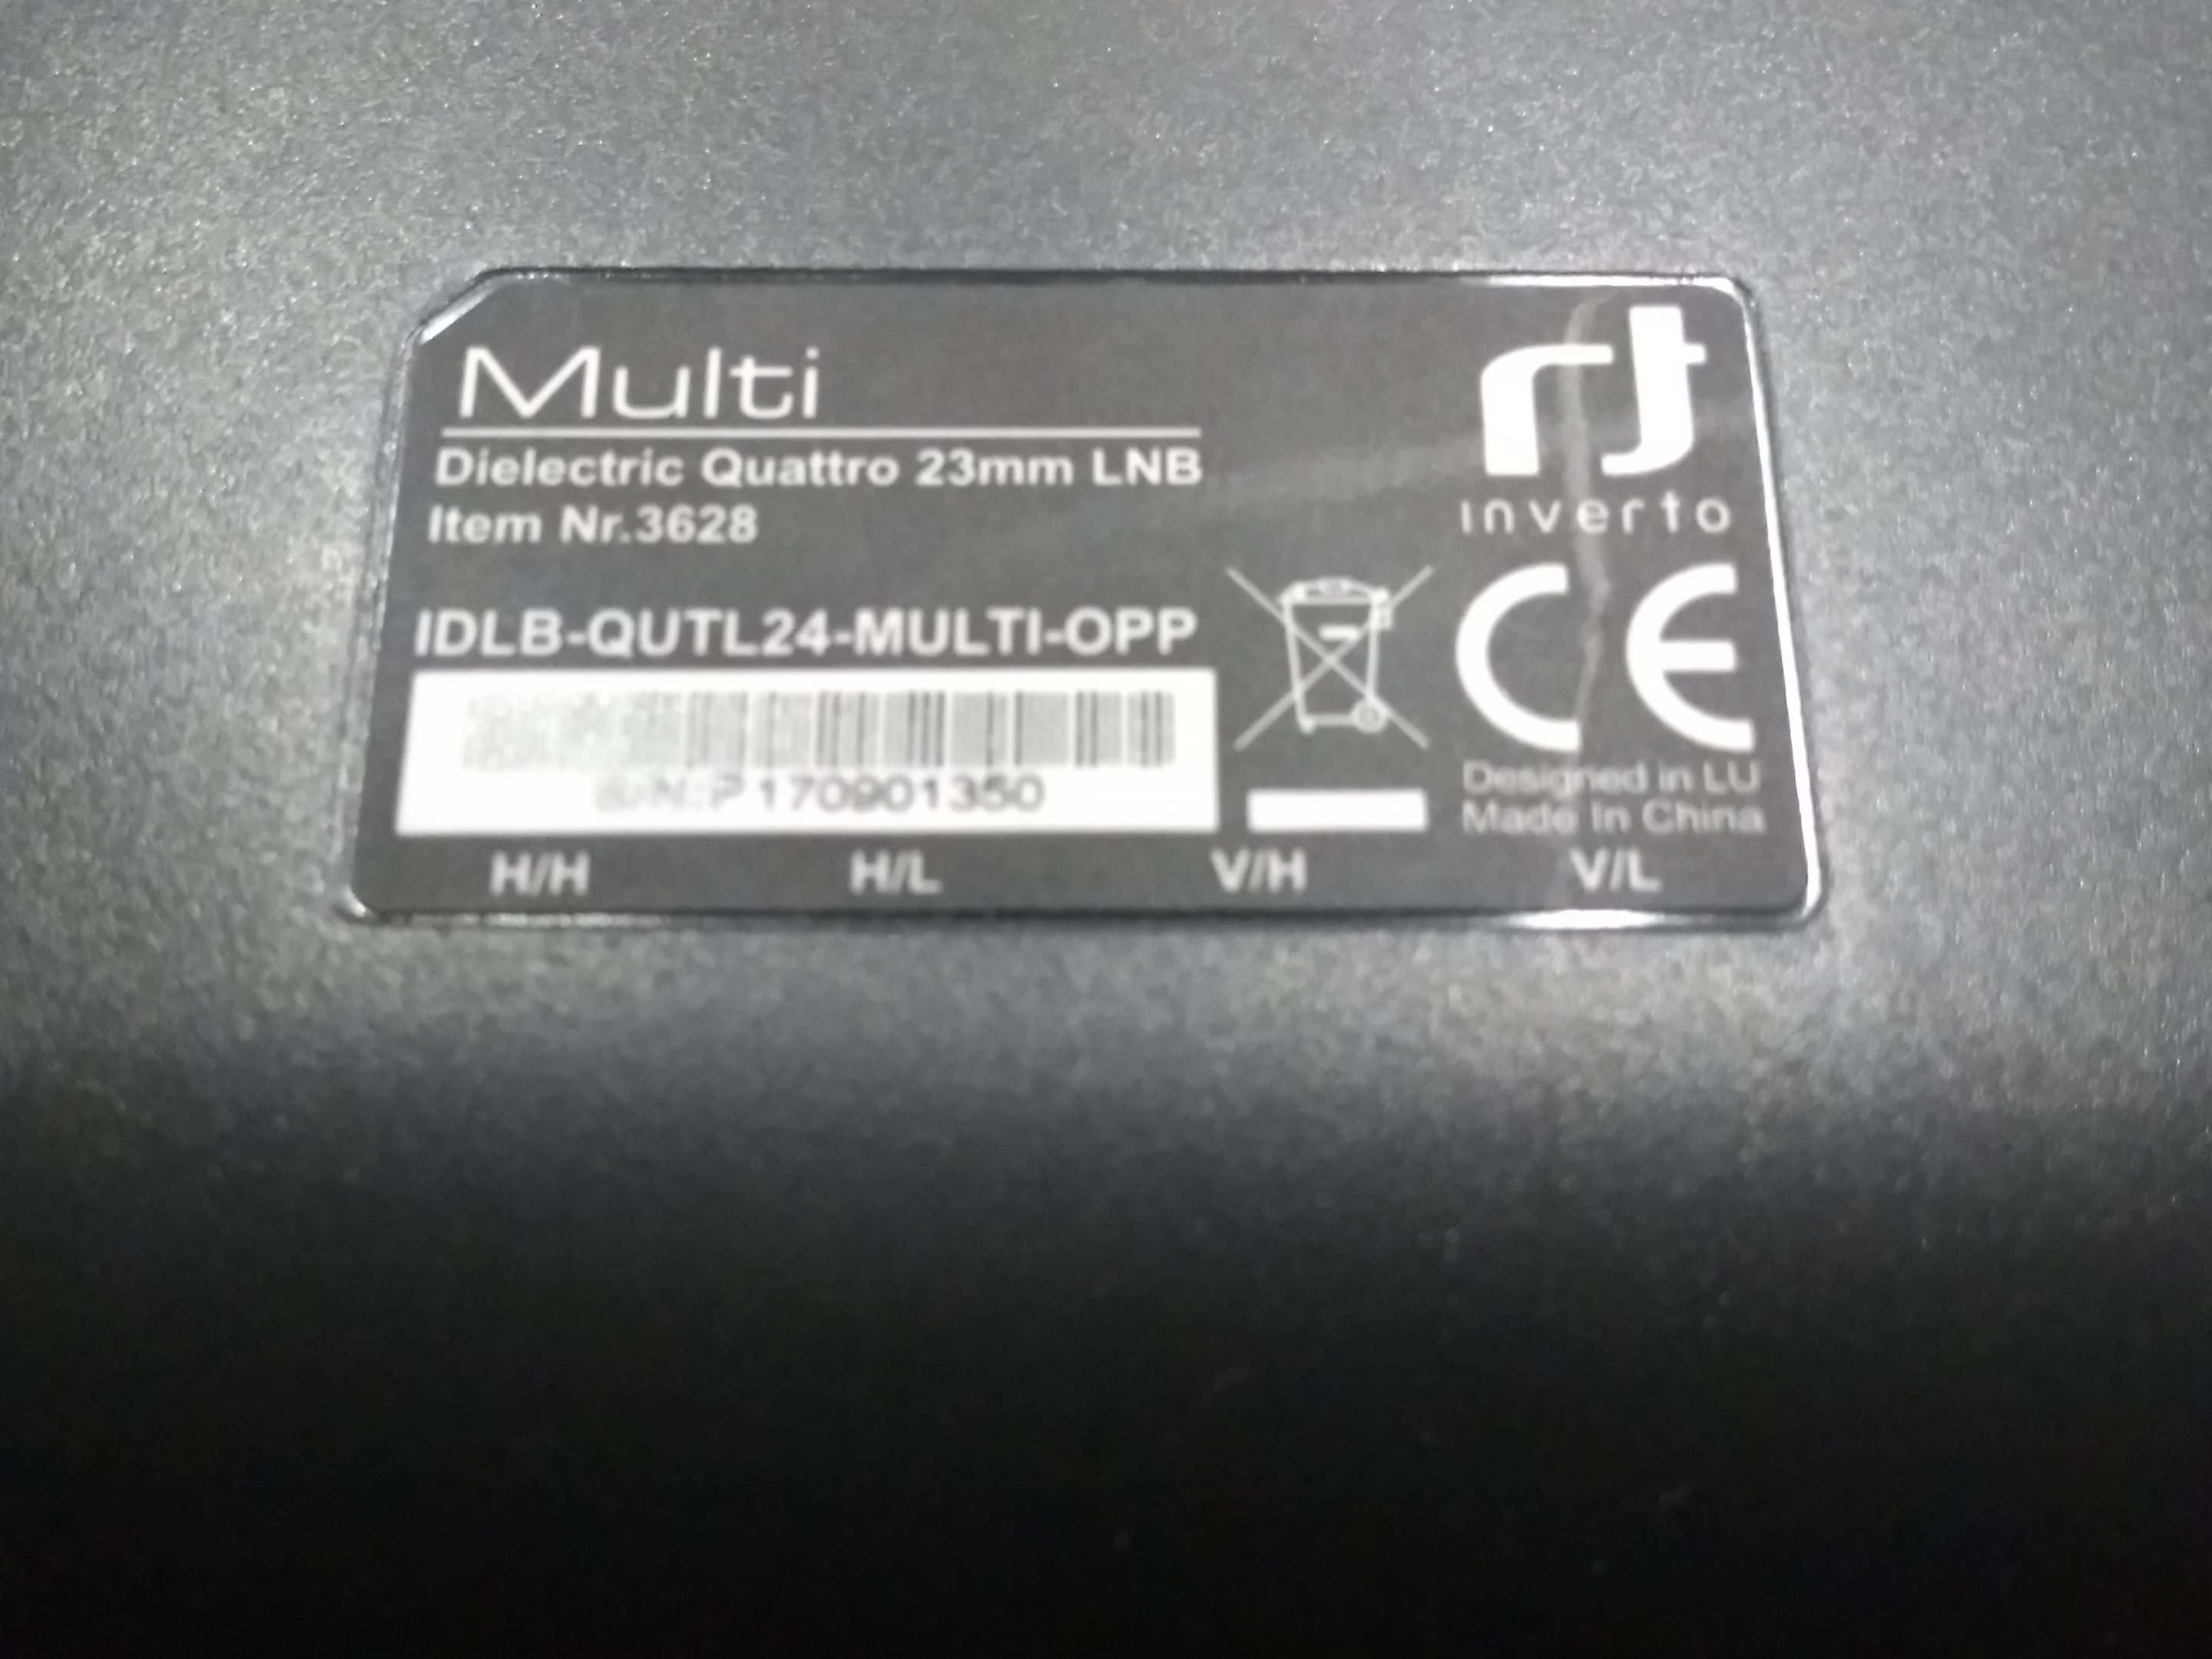 Multi
Dielectric Quattro 23mm LNB
Item Nr.3628
inverto
IDLB-QUTL24-MULTI-OPP
CE
S/N:P170901350
Designed in LU
Made In China
H/H H/L V/H V/L